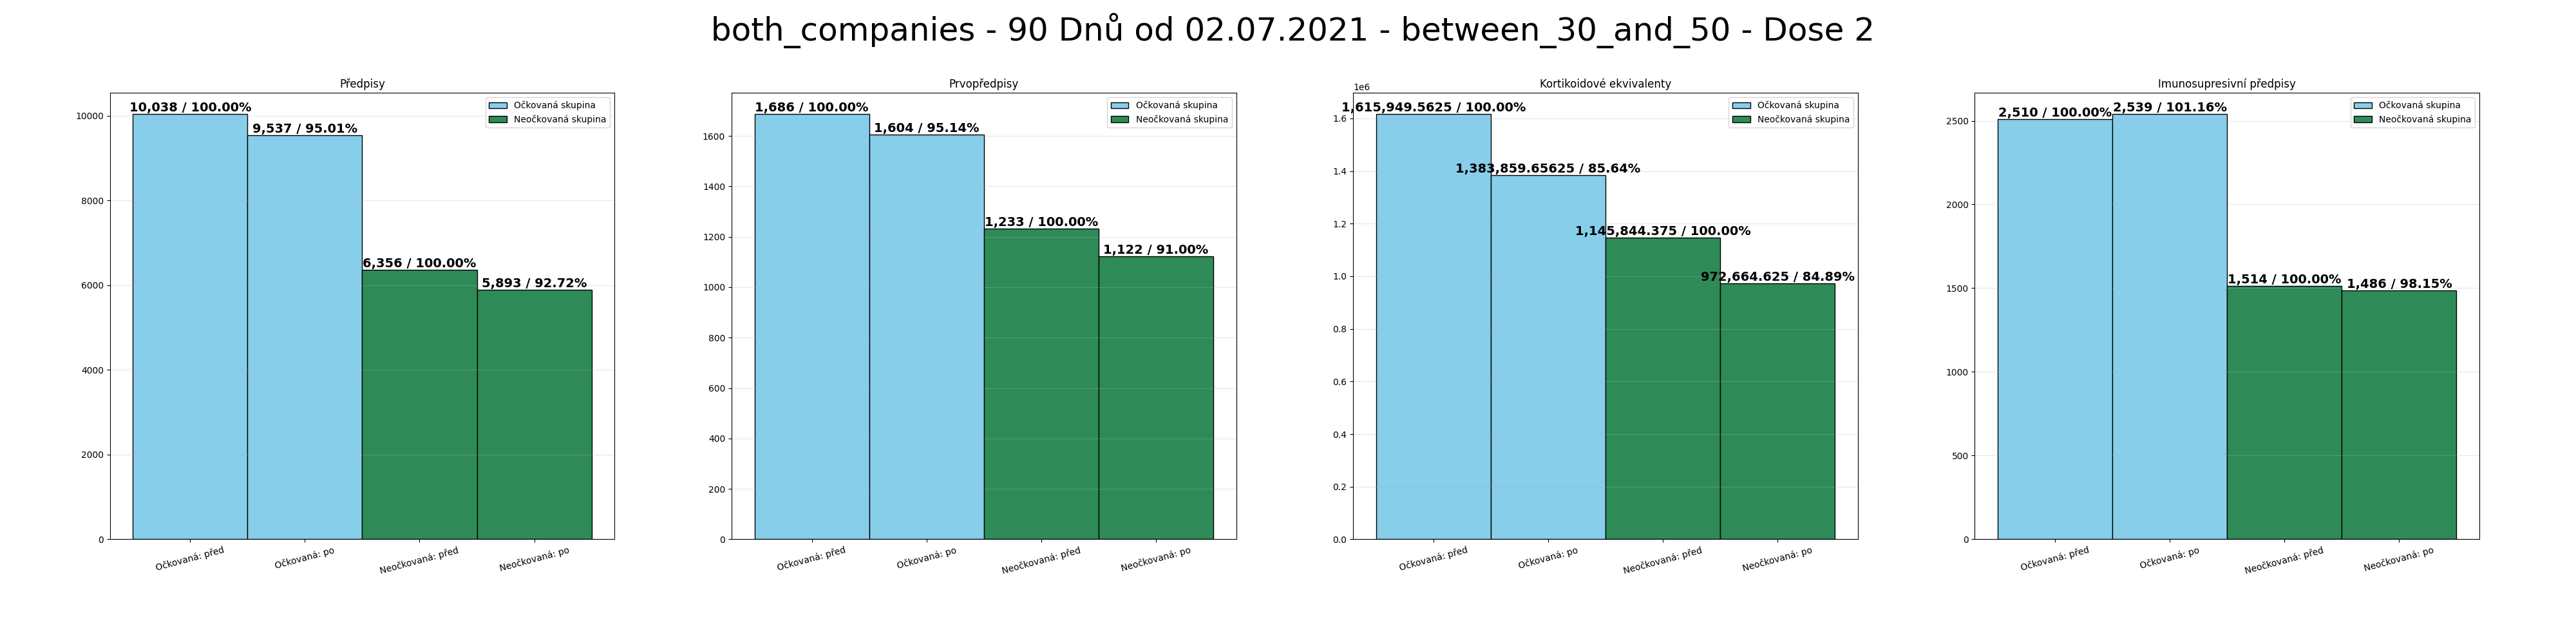 both_companies - 90 Dnů od 02.07.2021 - between_30_and_50 - Dose 2
Předpisy
10,038 / 100.00%
9,537 / 95.01%
6,356 / 100.00%
5,893 / 92.72%
Očkovaná skupina
Neočkovaná skupina
10000
8000
6000
4000
2000
0
Očkovaná: před
Očkovaná: po
Neočkovaná: před
Neočkovaná: po
Prvopředpisy
1,686 / 100.00%
1,604 / 95.14%
1,233 / 100.00%
1,122 / 91.00%
Očkovaná skupina
Neočkovaná skupina
1600
1400
1200
1000
800
600
400
200
0
Očkovaná: před
Očkovaná: po
Neočkovaná: před
Neočkovaná: po
Kortikoidové ekvivalenty
1e6
1,615,949.5625 / 100.00%
1,383,859.65625 / 85.64%
1,145,844.375 / 100.00%
972,664.625 / 84.89%
Očkovaná skupina
Neočkovaná skupina
1.6
1.4
1.2
1.0
0.8
0.6
0.4
0.2
0.0
Očkovaná: před
Očkovaná: po
Neočkovaná: před
Neočkovaná: po
Imunosupresivní předpisy
2,510 / 100.00%
2,539 / 101.16%
1,514 / 100.00%
1,486 / 98.15%
Očkovaná skupina
Neočkovaná skupina
2500
2000
1500
1000
500
0
Očkovaná: před
Očkovaná: po
Neočkovaná: před
Neočkovaná: po